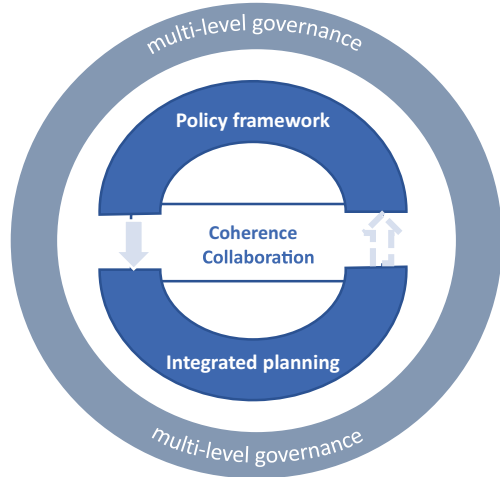 multi-level governance
Policy framework
Coherence
Collaboration
Integrated planning
multi-level governance